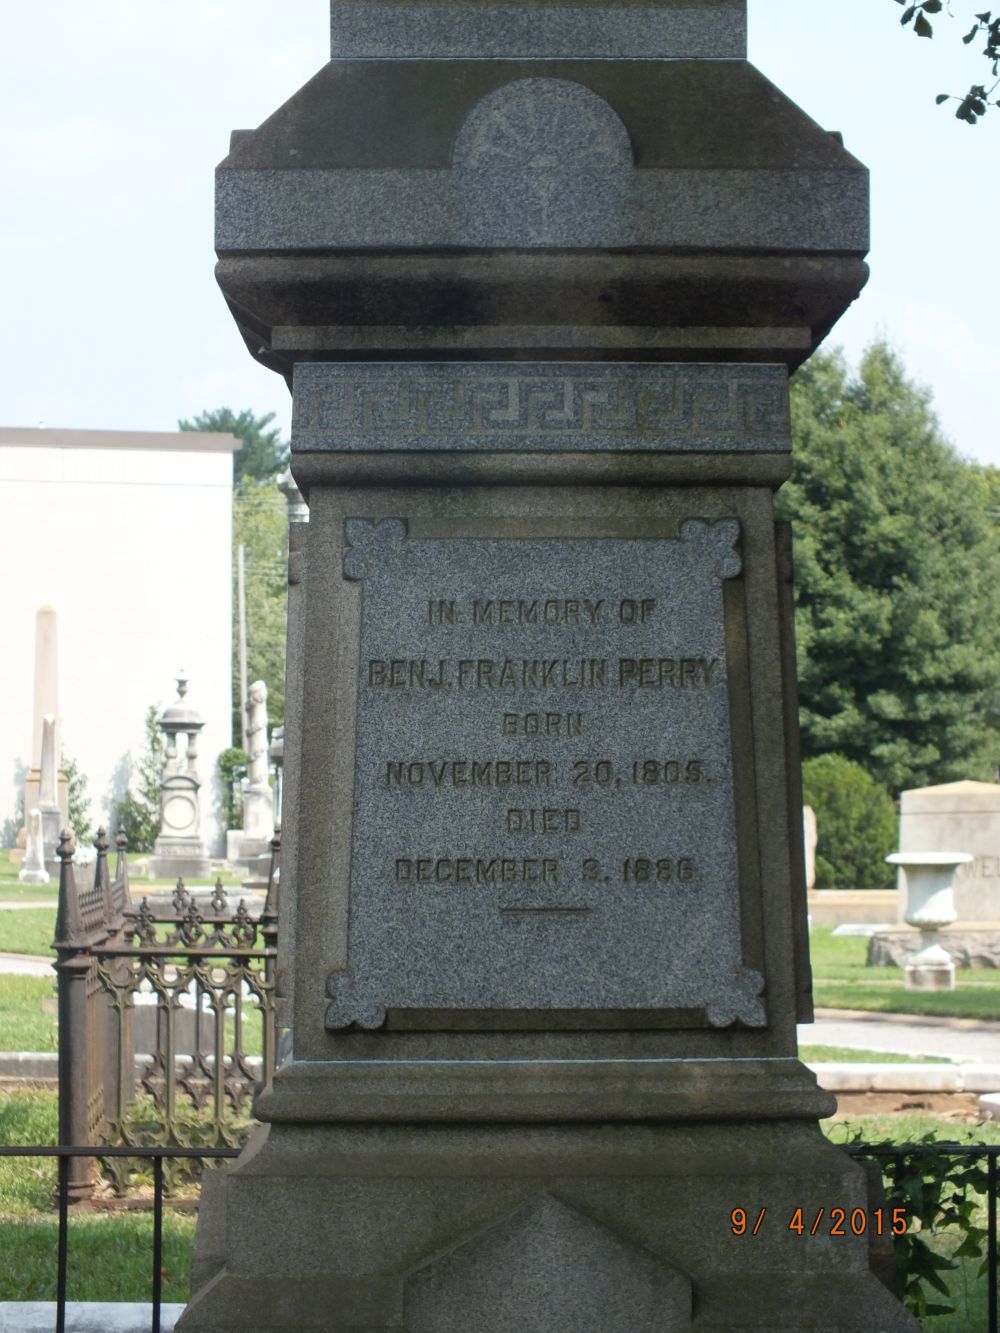 IN MEMORY OF
BENJ. FRANKLIN PERRY
BORN
NOVEMBER 20, 1805.
DIED
DECEMBER 3. 1886.
9/ 4/2015